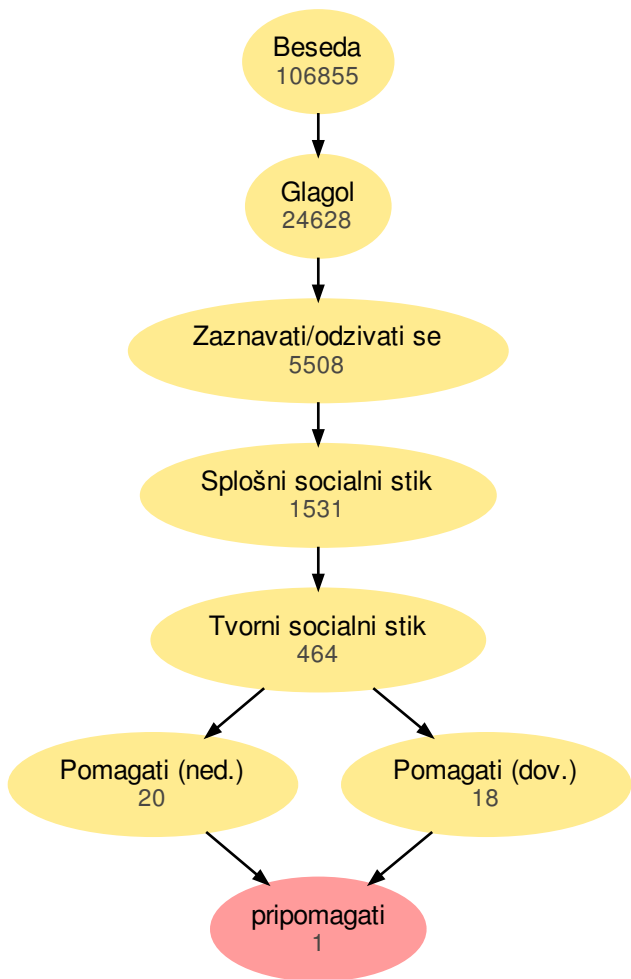 Beseda
106855
Glagol
24628
Zaznavati/odzivati se
5508
Splošni socialni stik
1531
Tvorni socialni stik
464
Pomagati (ned.)
20
Pomagati (dov.)
18
pripomagati
1